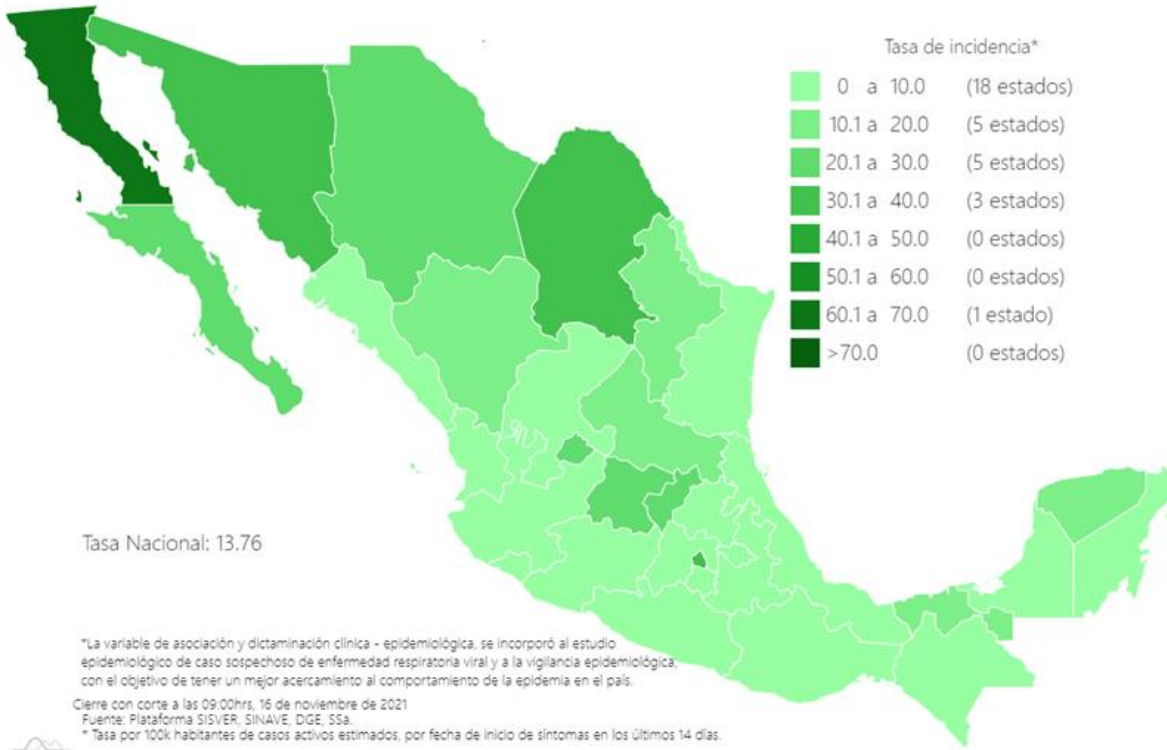 Tasa de incidencia*
0 a 10.0 (18 estados)
10.1 a 20.0 (5 estados)
20.1 a 30.0 (5 estados)
30.1 a 40.0 (3 estados)
40.1 a 50.0 (0 estados)
50.1 a 60.0 (0 estados)
60.1 a 70.0 (1 estado)
>70.0 (0 estados)
Tasa Nacional: 13.76
*La variable de asociación y dictaminación clínica - epidemiológica, se incorporó al estudio
epidemiológico de caso sospechoso de enfermedad respiratoria viral y a la vigilancia epidemiológica,
con el objetivo de tener un mejor acercamiento al comportamiento de la epidemia en el país.
Cierre con corte a las 09:00hrs, 16 de noviembre de 2021
Fuente: Plataforma SISVER, SINAVE, DGE, SSa.
* Tasa por 100k habitantes de casos activos estimados, por fecha de inicio de síntomas en los últimos 14 días.